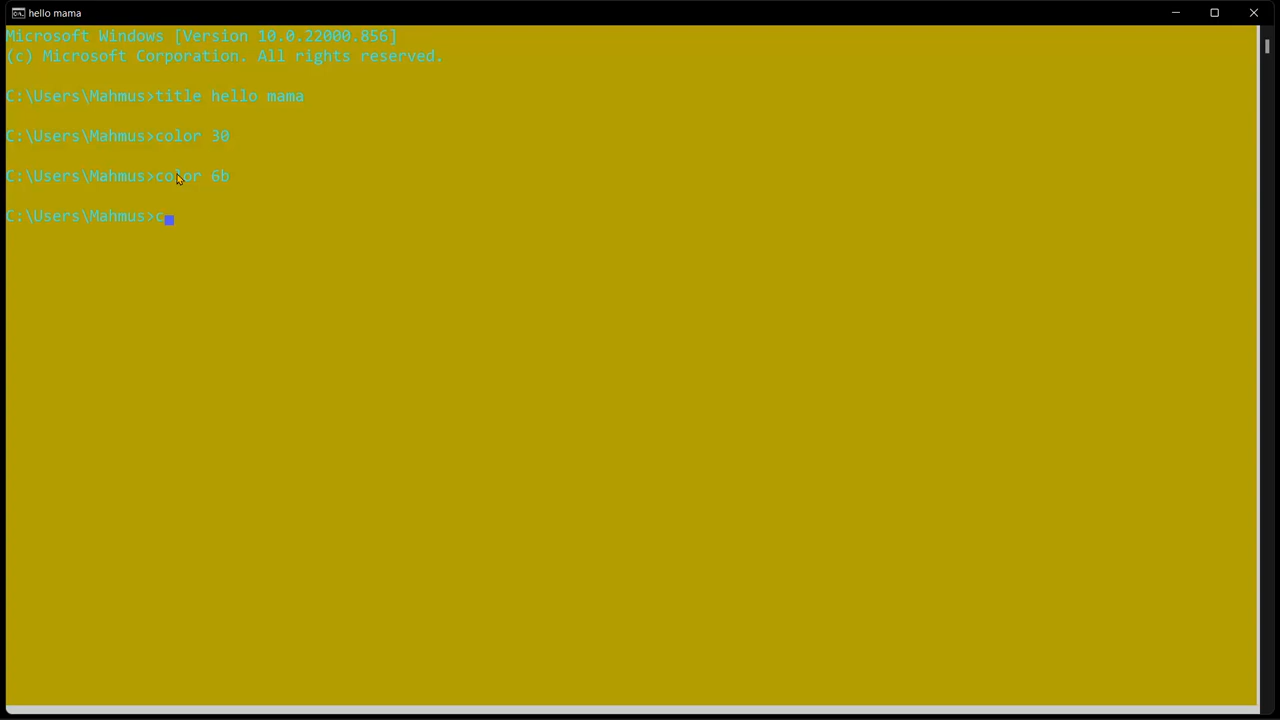 hello mama
Microsoft Windows [Version 10.0.22000.856]
(c) Microsoft Corporation. All rights reserved.
C:\Users\Mahmus>title hello mama
C:\Users\Mahmus>color 30
C:\Users\Mahmus>color 6b
C:\Users\Mahmus>c